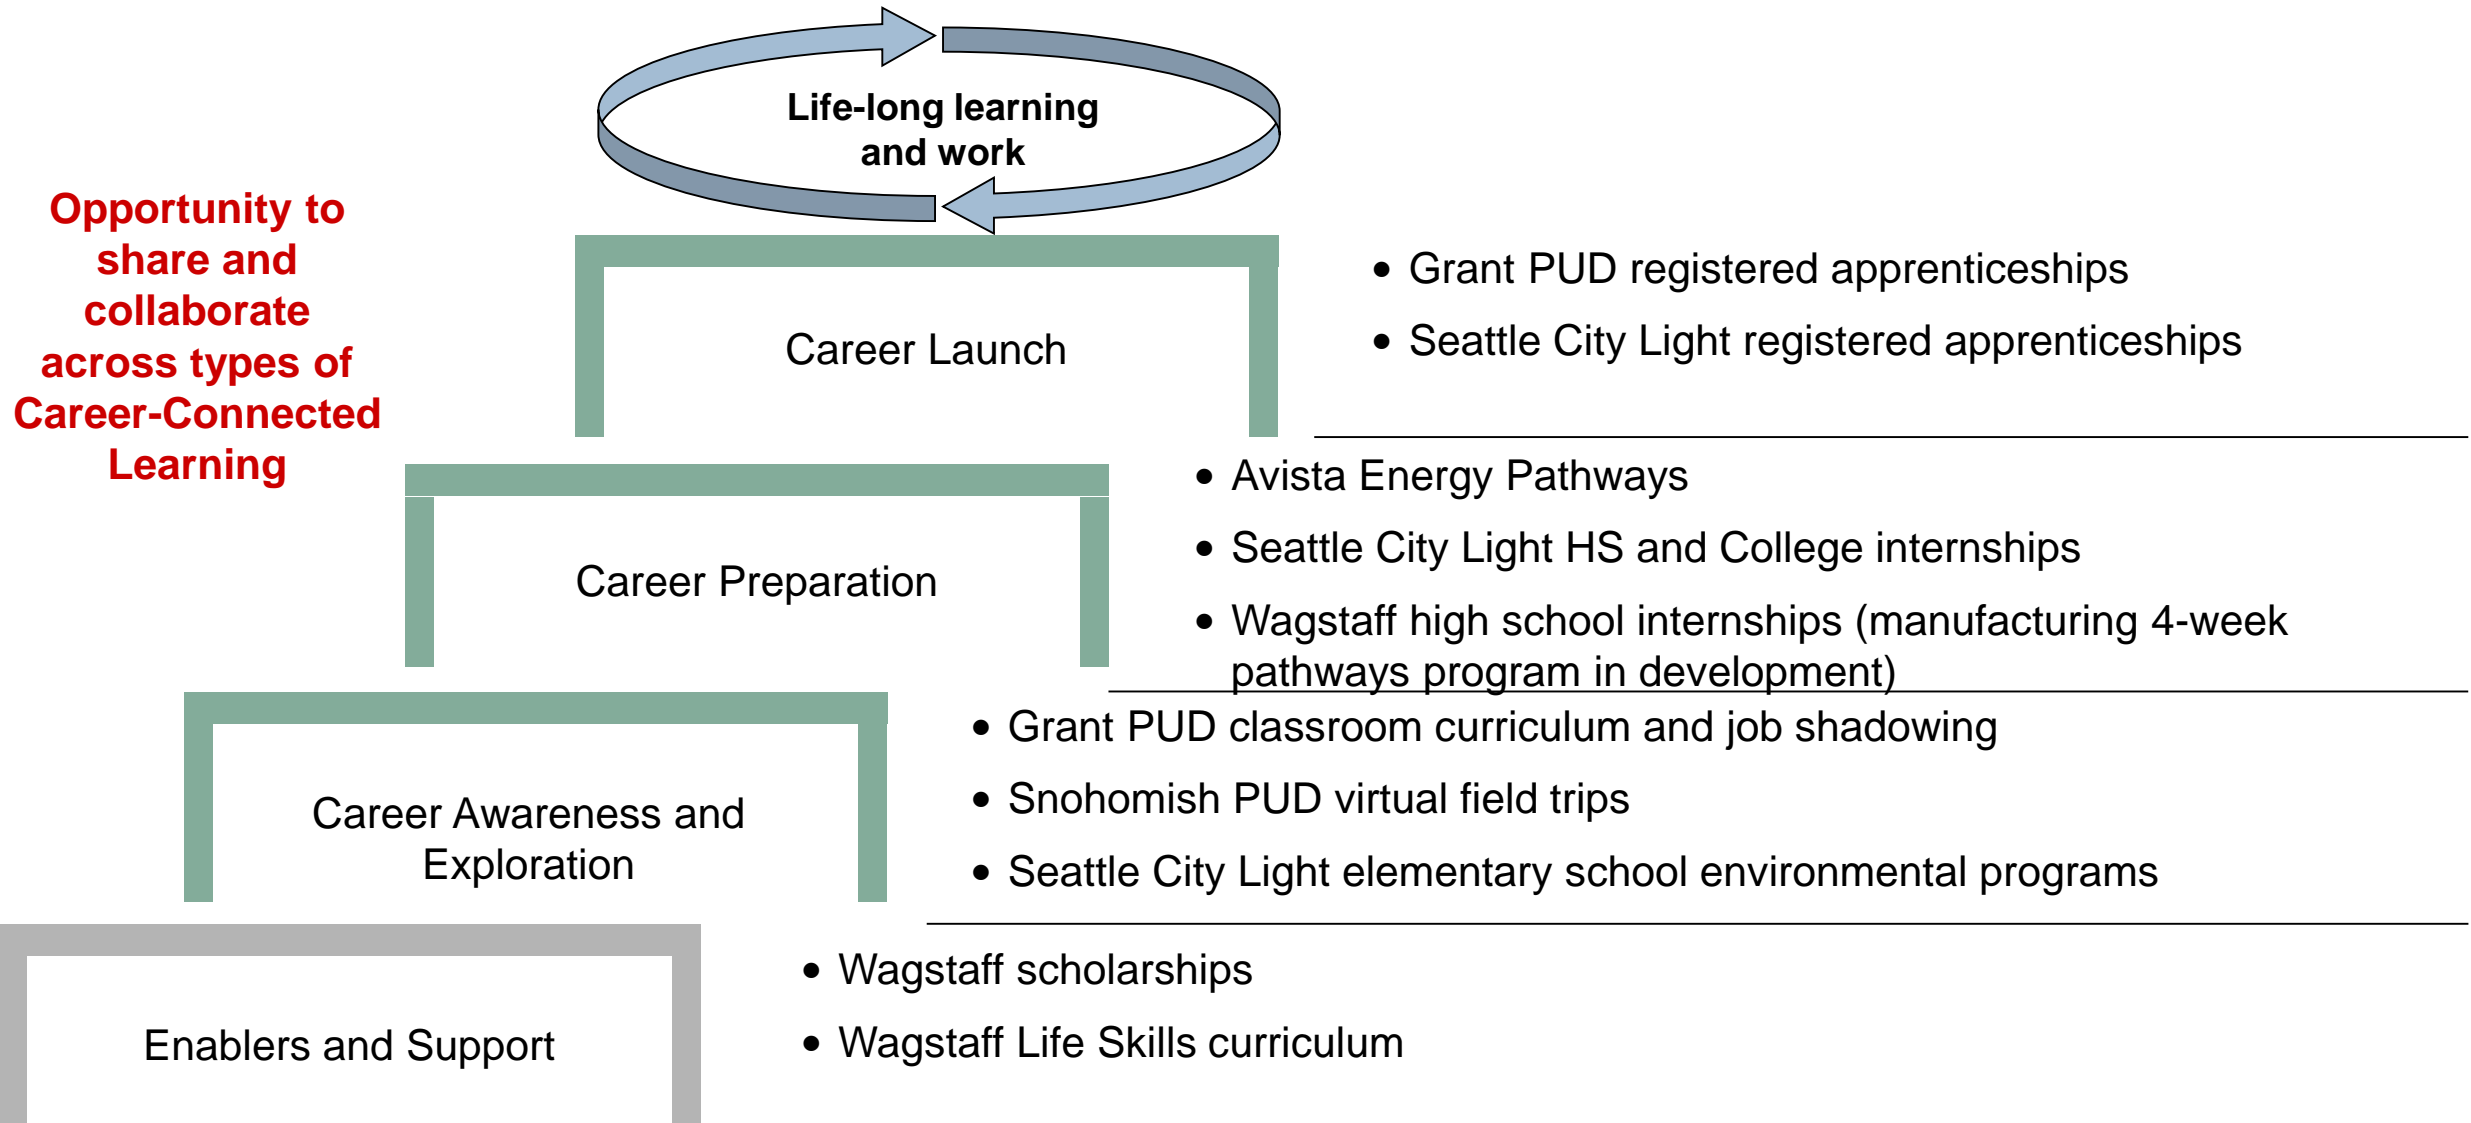 Life-long learning
and work
Opportunity to
share and
collaborate
across types of
Career-Connected
Learning
Career Launch
• Grant PUD registered apprenticeships
• Seattle City Light registered apprenticeships
Career Preparation
• Avista Energy Pathways
• Seattle City Light HS and College internships
• Wagstaff high school internships (manufacturing 4-week
pathways program in development)
Career Awareness and
Exploration
• Grant PUD classroom curriculum and job shadowing
• Snohomish PUD virtual field trips
• Seattle City Light elementary school environmental programs
Enablers and Support
• Wagstaff scholarships
• Wagstaff Life Skills curriculum